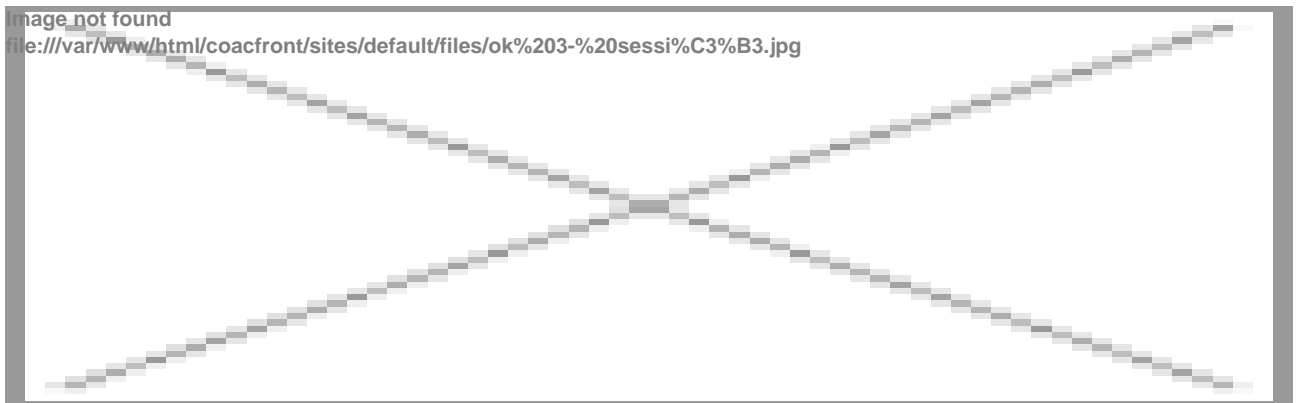 Image not found
file:///var/www/html/coacfront/sites/default/files/ok%203-%20sessi%C3%B3.jpg